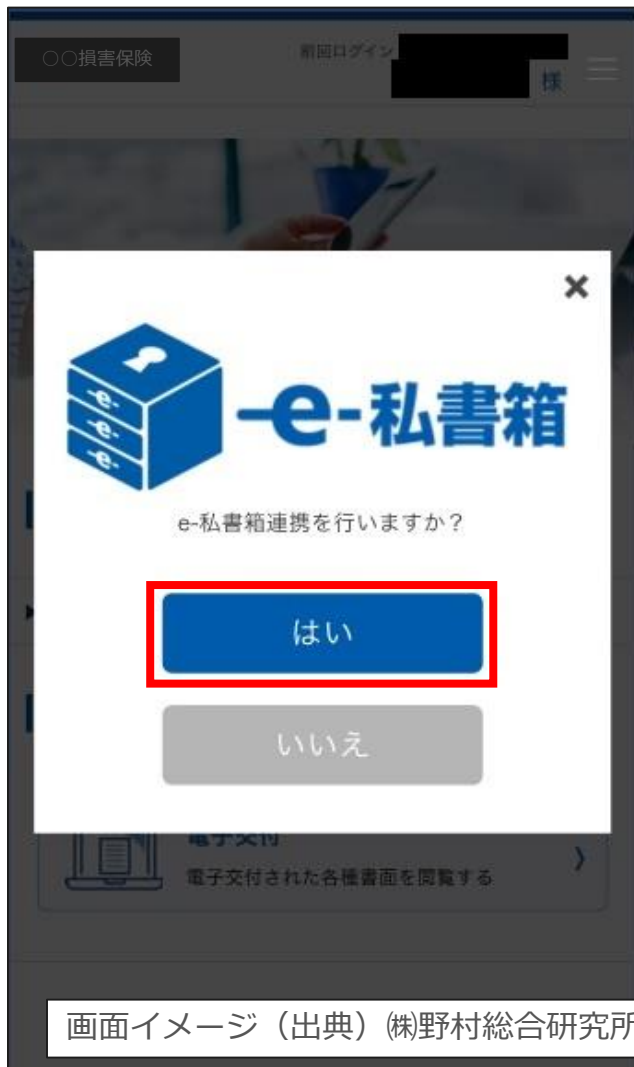 ○○損害保険
前回ログイン
様
-e-私書箱
-e-
-e-
-e-
e-私書箱連携を行いますか？
はい
いいえ
電子交付
電子交付された各種書面を閲覧する
画面イメージ（出典）㈱野村総合研究所